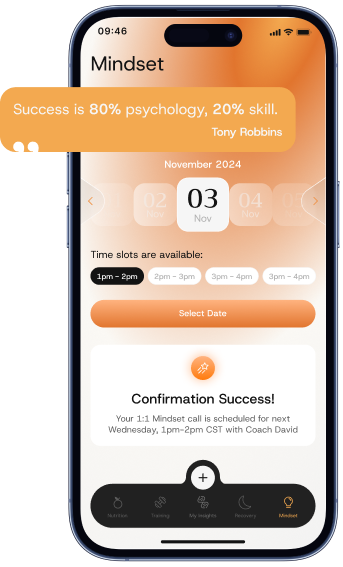 09:46
Mindset
Success is 80% psychology, 20% skill.
Tony Robbins
November 2024
02 03 04
Nov Nov Nov
Time slots are available:
1pm - 2pm 2pm - 3pm 3pm - 4pm 3pm - 4pm
Select Date
Confirmation Success!
Your 1:1 Mindset call is scheduled for next
Wednesday, 1pm-2pm CST with Coach David
Nutrition Training My Insights Recovery Mindset